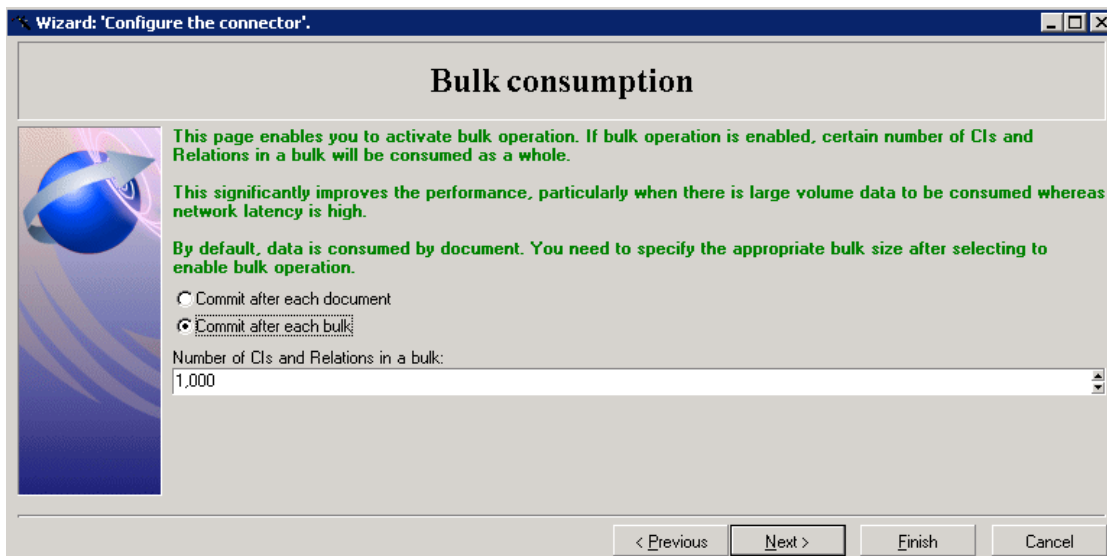 Wizard: 'Configure the connector'.
Bulk consumption
This page enables you to activate bulk operation. If bulk operation is enabled, certain number of CIs and
Relations in a bulk will be consumed as a whole.
This significantly improves the performance, particularly when there is large volume data to be consumed whereas
network latency is high.
By default, data is consumed by document. You need to specify the appropriate bulk size after selecting to
enable bulk operation.
Commit after each document
Commit after each bulk
Number of CIs and Relations in a bulk:
1,000
< Previous Next > Finish Cancel